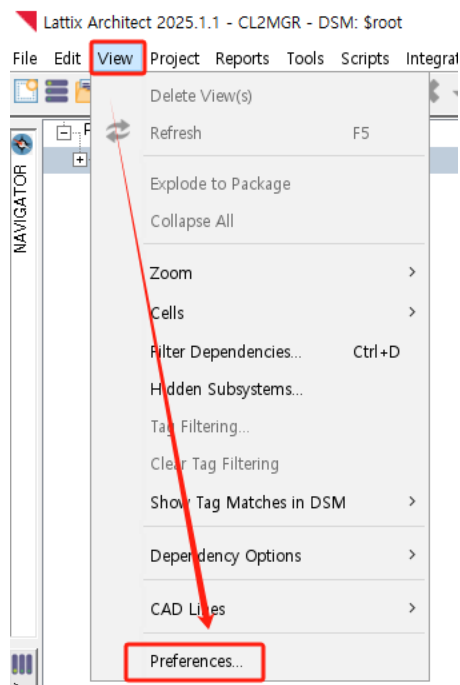 Lattix Architect 2025.1.1 - CL2MGR - DSM: $root
File Edit View Project Reports Tools Scripts Integrat
Delete View(s)
Refresh F5
Explode to Package
Collapse All
Zoom
Cells
Filter Dependencies... Ctrl+D
Hidden Subsystems...
Tag Filtering...
Clear Tag Filtering
Show Tag Matches in DSM
Dependency Options
CAD Lines
Preferences...
NAVIGATOR